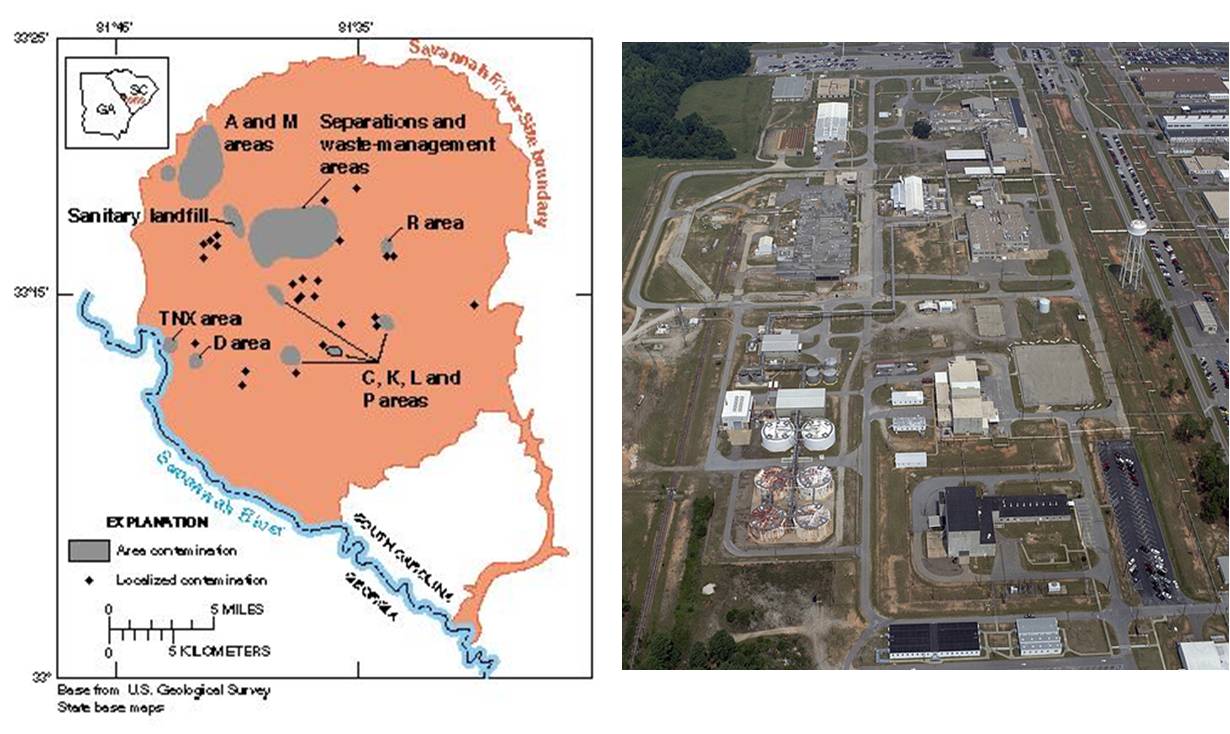 81°45'
81°35'
33°25'
Savannah River site boundary
GA
SC
SRS
A and M
areas
Separations and
waste-management
areas
Sanitary landfill
R area
33°15'
TNX area
D area
C, K, L and
P areas
Savannah River
EXPLANATION
Area contamination
Localized contamination
0
5 MILES
0
5 KILOMETERS
SOUTH CAROLINA
GEORGIA
33°
Base from U.S. Geological Survey
State base maps